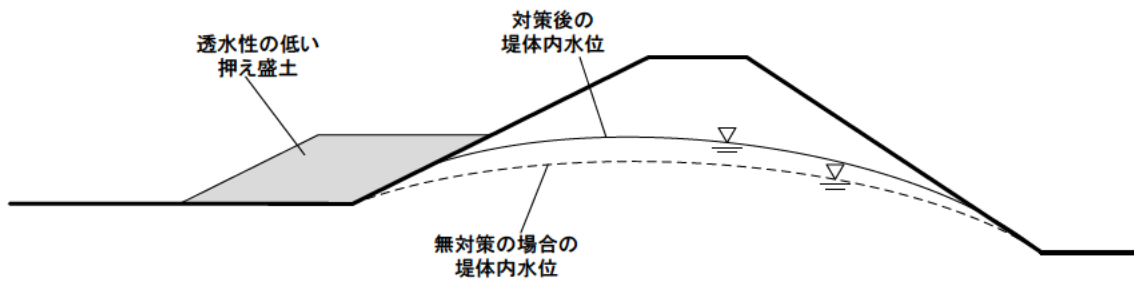 対策後の
堤体内水位
透水性の低い
押え盛土
無対策の場合の
堤体内水位